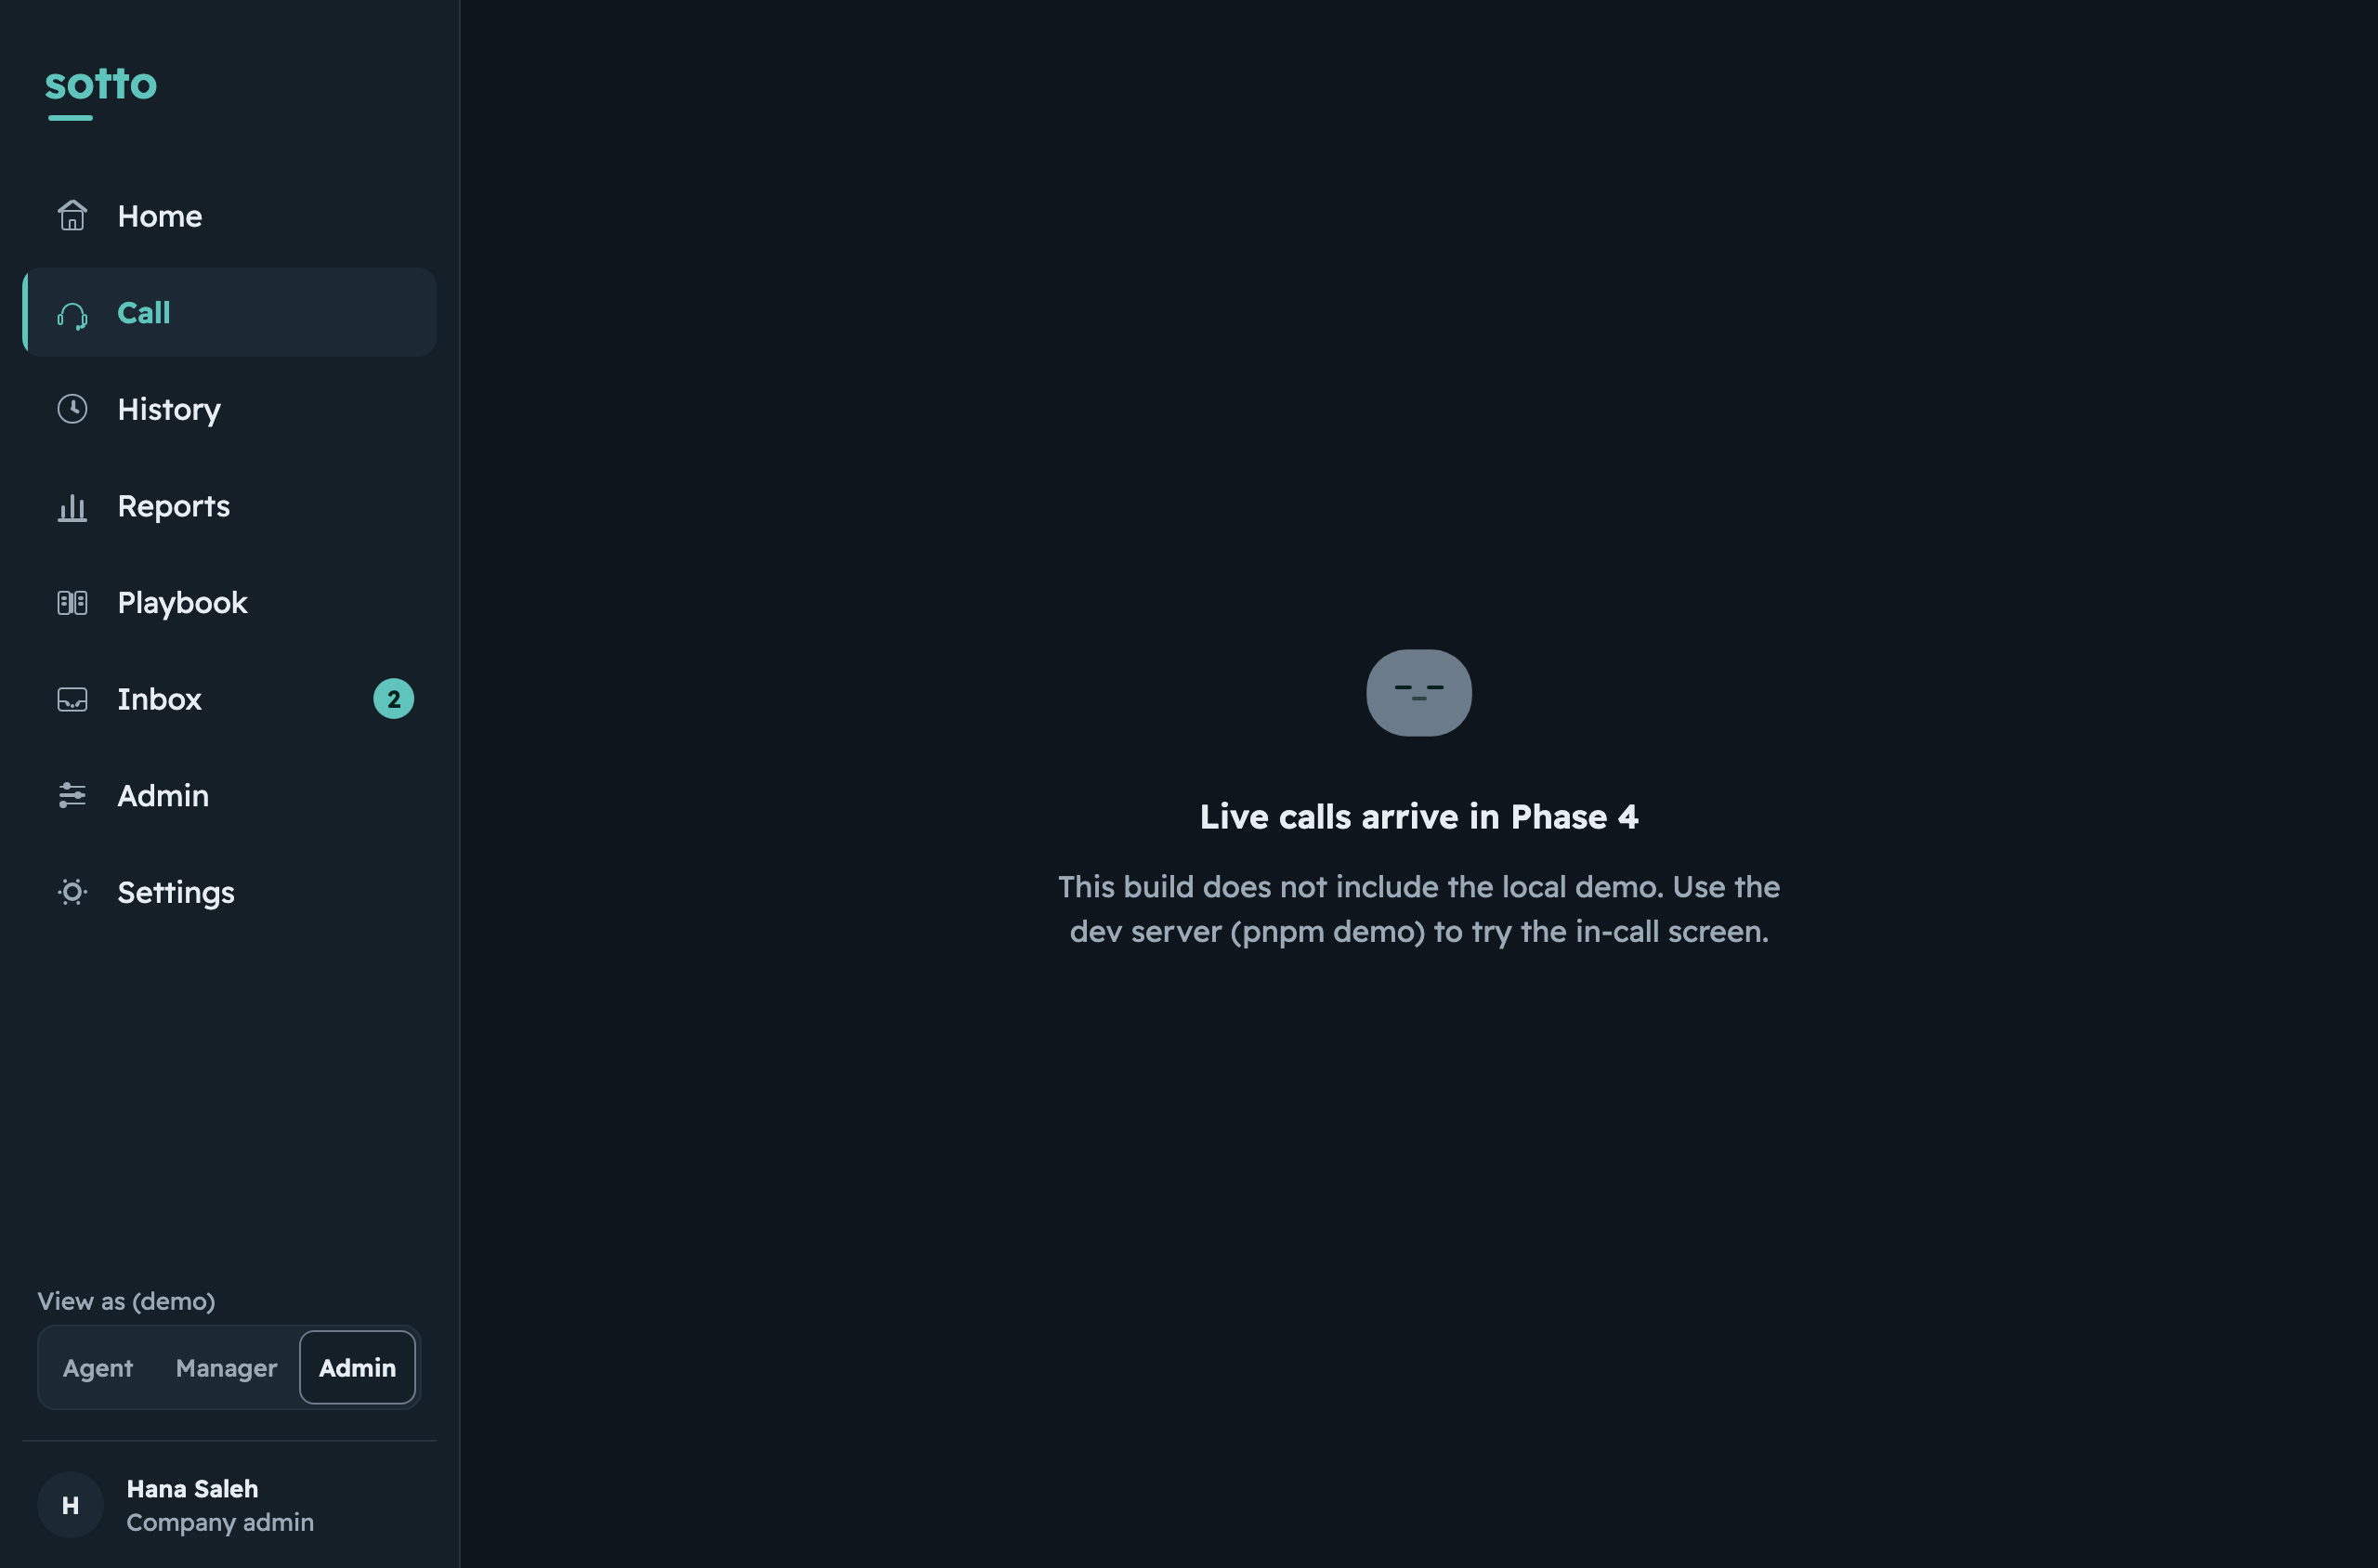 sotto
Home
Call
History
Reports
Playbook
Inbox
2
Admin
Settings
Live calls arrive in Phase 4
This build does not include the local demo. Use the
dev server (pnpm demo) to try the in-call screen.
View as (demo)
Agent
Manager
Admin
H
Hana Saleh
Company admin